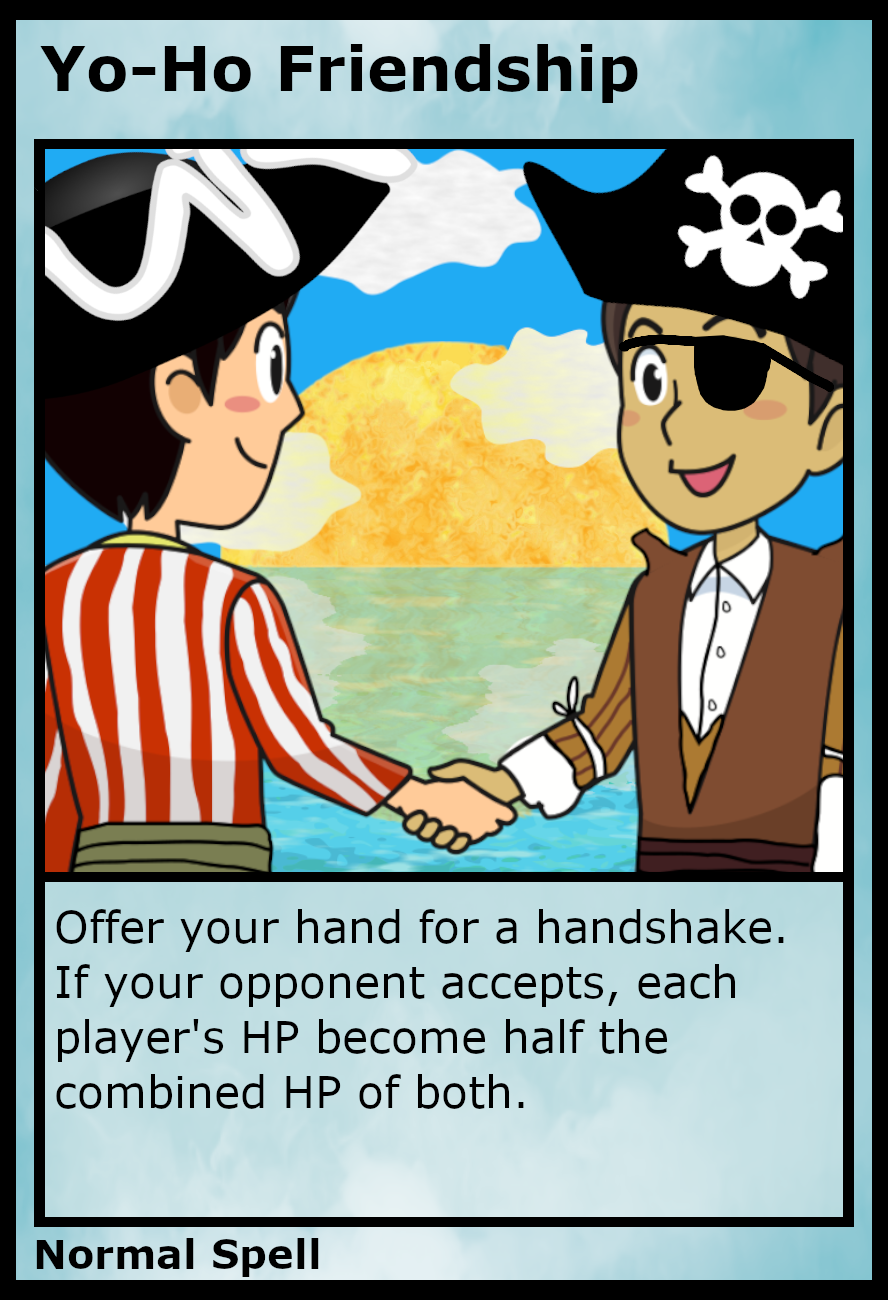 Yo-Ho Friendship
Offer your hand for a handshake.
If your opponent accepts, each
player's HP become half the
combined HP of both.
Normal Spell